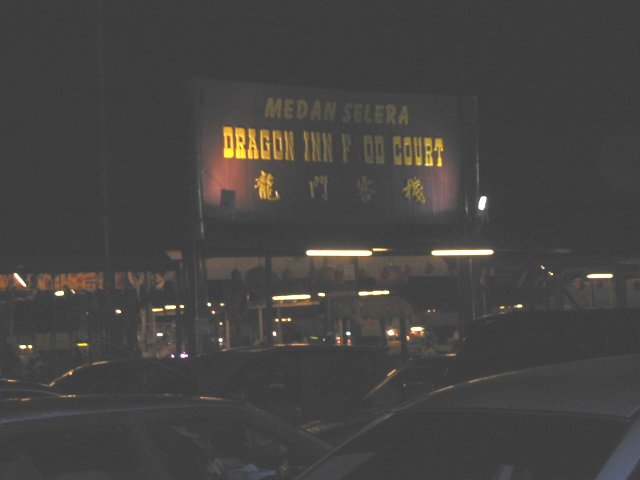 MEDAN SELERA
DRAGON INN F OD COURT
龍門客棧